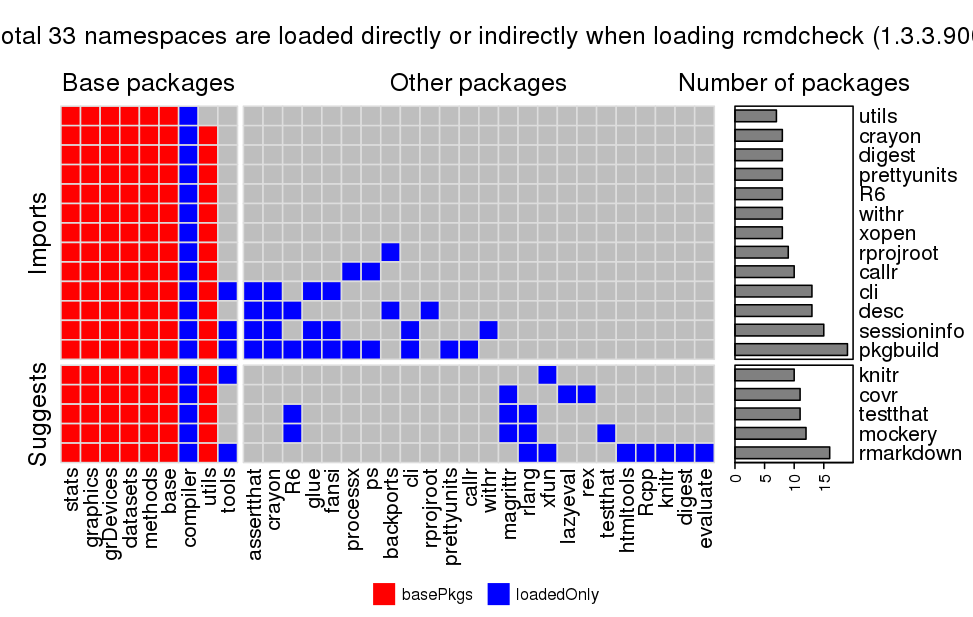 otal 33 namespaces are loaded directly or indirectly when loading rcmdcheck (1.3.3.900
Base packages
Other packages
Number of packages
Imports
utils
crayon
digest
prettyunits
R6
withr
xopen
rprojroot
callr
cli
desc
sessioninfo
pkgbuild
Suggests
knitr
covr
testthat
mockery
rmarkdown
stats
graphics
grDevices
datasets
methods
base
compiler
utils
tools
assertthat
crayon
R6
glue
fansi
processx
ps
backports
cli
rprojroot
prettyunits
callr
withr
magrittr
rlang
xfun
lazyeval
rex
testthat
htmltools
Rcpp
knitr
digest
evaluate
0
5
10
15
basePkgs
loadedOnly